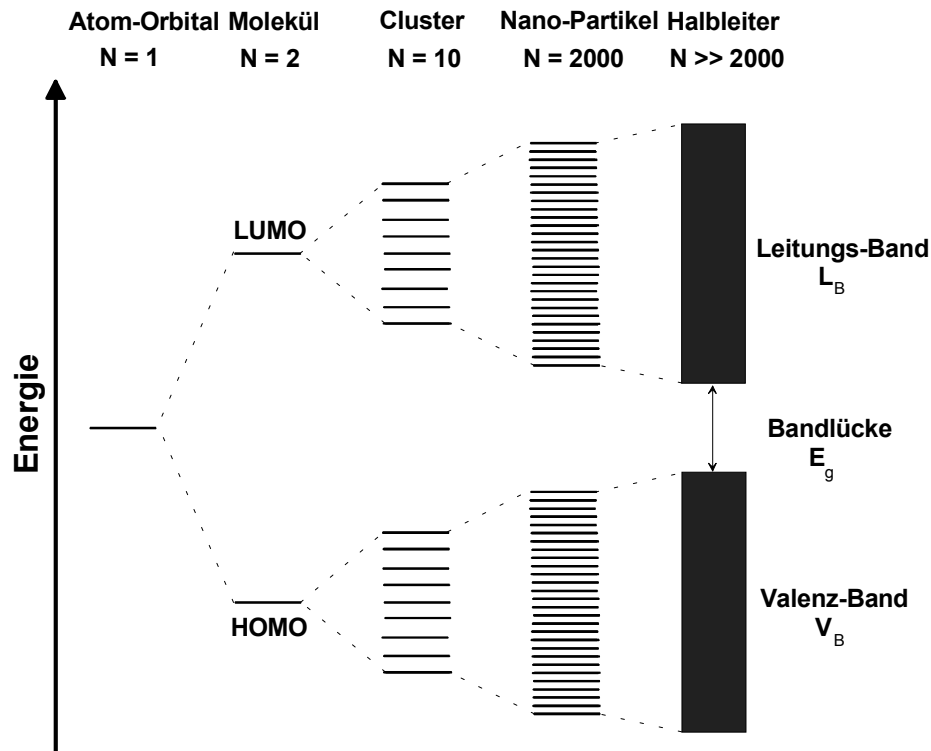 Atom-Orbital Molekül Cluster Nano-Partikel Halbleiter
N = 1 N = 2 N = 10 N = 2000 N >> 2000
LUMO
Leitungs-Band
L_B
Energie
Bandlücke
E_g
HOMO
Valenz-Band
V_B